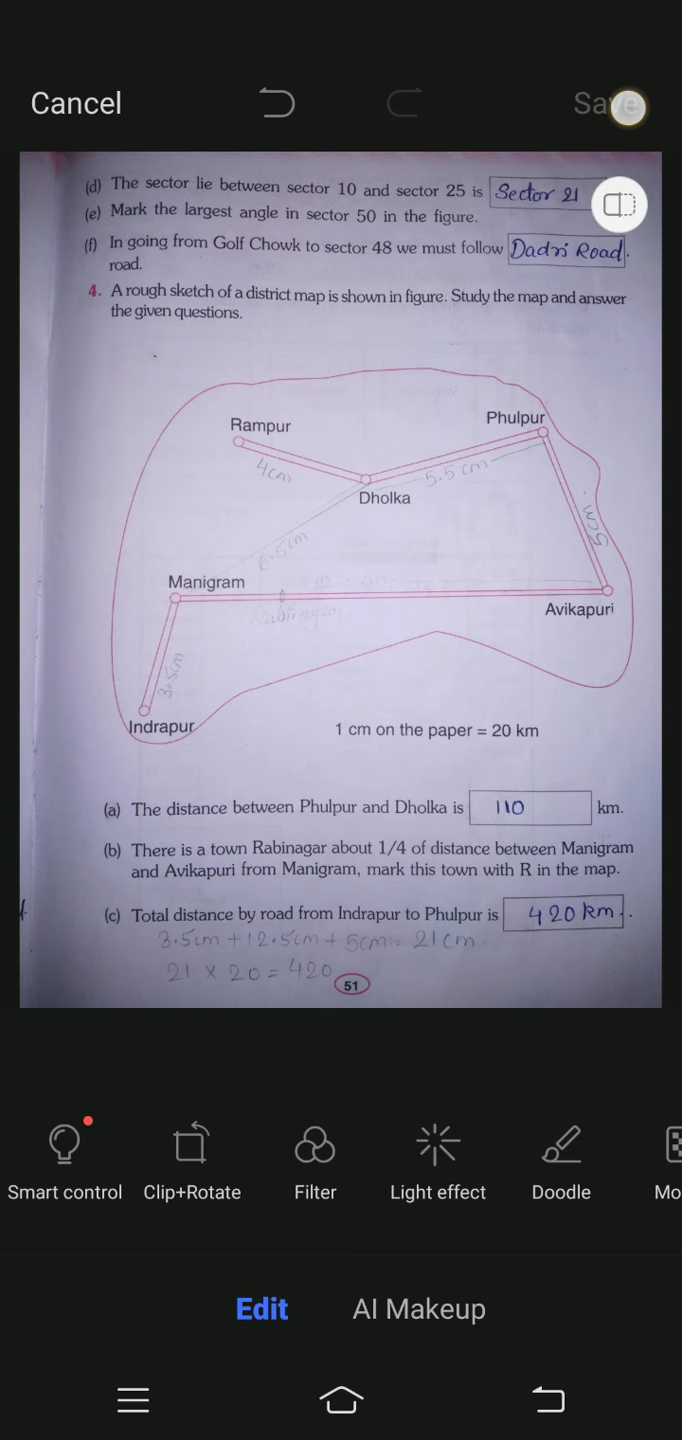 Cancel
Save
(d) The sector lie between sector 10 and sector 25 is Sector 21
(e) Mark the largest angle in sector 50 in the figure.
(f) In going from Golf Chowk to sector 48 we must follow Dadri Road.
road.
4. A rough sketch of a district map is shown in figure. Study the map and answer
the given questions.
Phulpur
Rampur
4cm
5.5 cm
Dholka
5cm.
6.5cm
Manigram
Rabinagar
Avikapuri
3.5cm
Indrapur
1 cm on the paper = 20 km
(a) The distance between Phulpur and Dholka is 110 km.
(b) There is a town Rabinagar about 1/4 of distance between Manigram
and Avikapuri from Manigram, mark this town with R in the map.
(c) Total distance by road from Indrapur to Phulpur is 420 km.
3.5cm + 12.5cm + 5cm = 21cm
21 x 20 = 420
51
Smart control
Clip+Rotate
Filter
Light effect
Doodle
Mo
Edit
AI Makeup